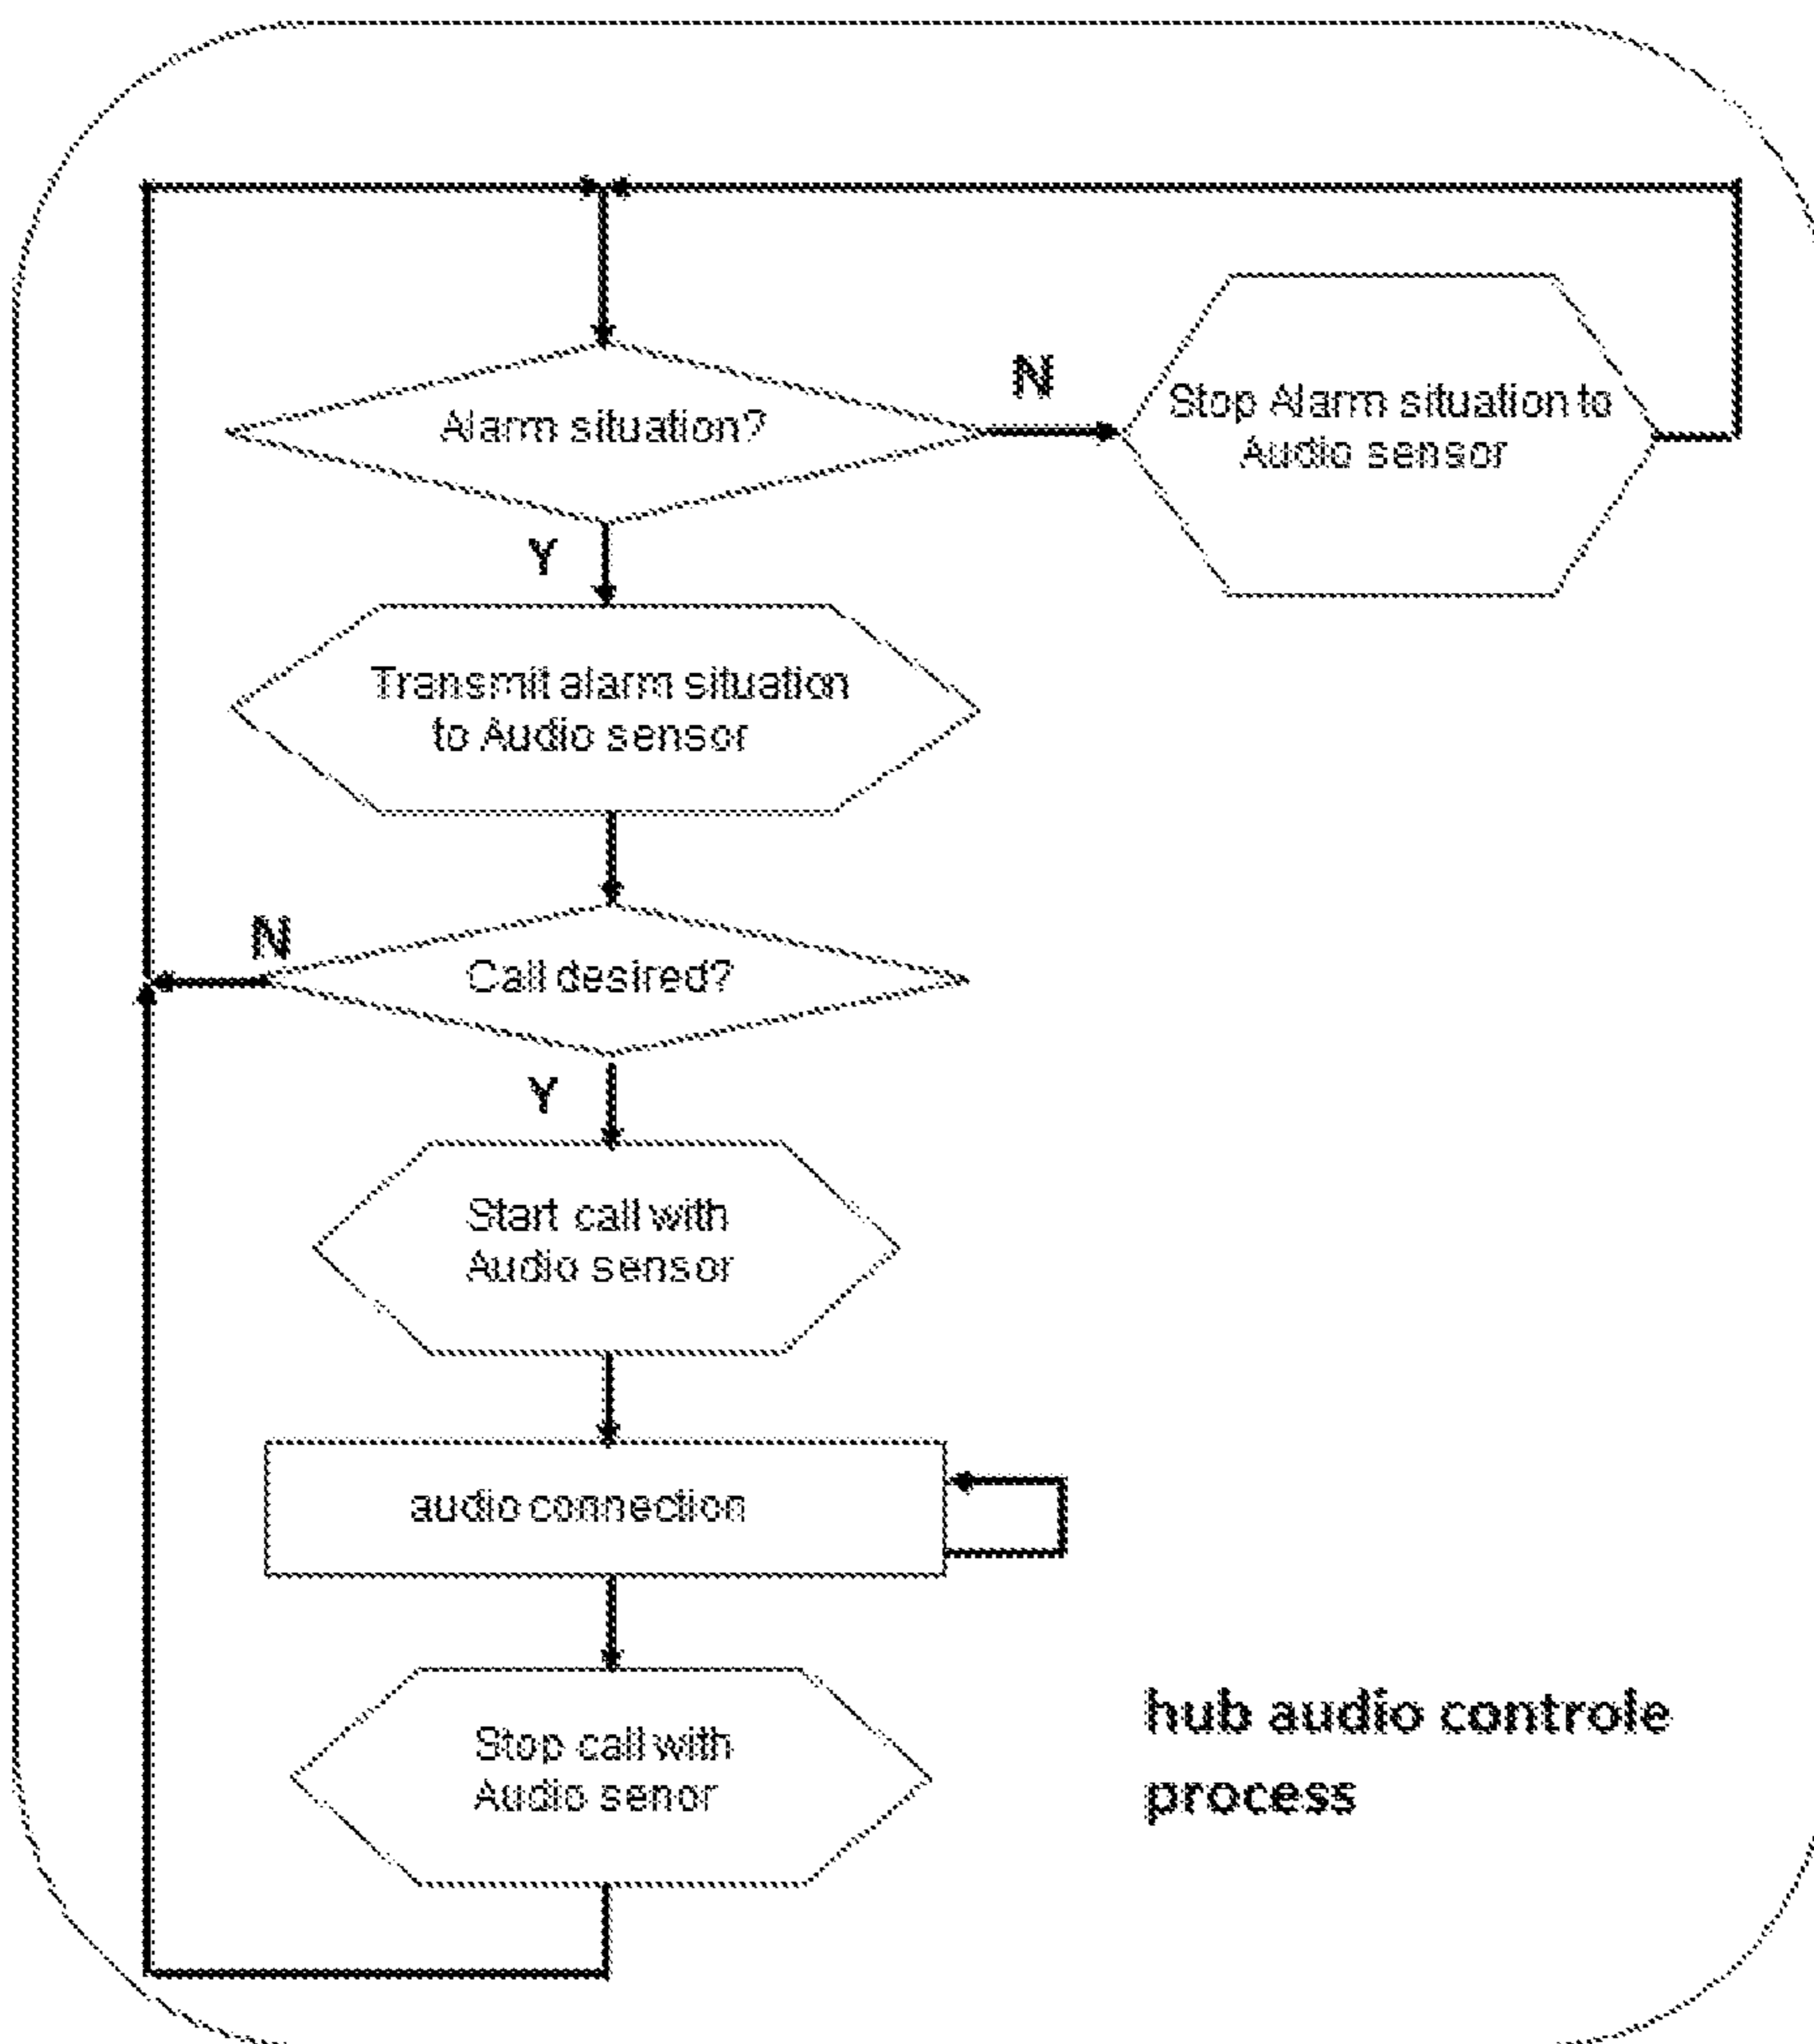 Alarm situation?
N
Stop Alarm situation to
Audio sensor
Y
Transmit alarm situation
to Audio sensor
N
Call desired?
Y
Start call with
Audio sensor
audio connection
Stop call with
Audio senor
hub audio controle
process